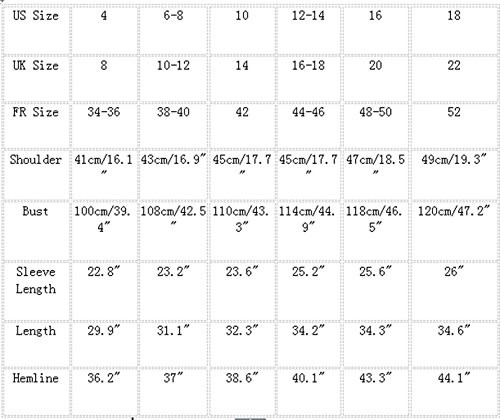 US Size 4 6-8 10 12-14 16 18
UK Size 8 10-12 14 16-18 20 22
FR Size 34-36 38-40 42 44-46 48-50 52
Shoulder 41cm/16.1" 43cm/16.9" 45cm/17.7" 45cm/17.7" 47cm/18.5" 49cm/19.3"
Bust 100cm/39.4" 108cm/42.5" 110cm/43.3" 114cm/44.9" 118cm/46.5" 120cm/47.2"
Sleeve Length 22.8" 23.2" 23.6" 25.2" 25.6" 26"
Length 29.9" 31.1" 32.3" 34.2" 34.3" 34.6"
Hemline 36.2" 37" 38.6" 40.1" 43.3" 44.1"